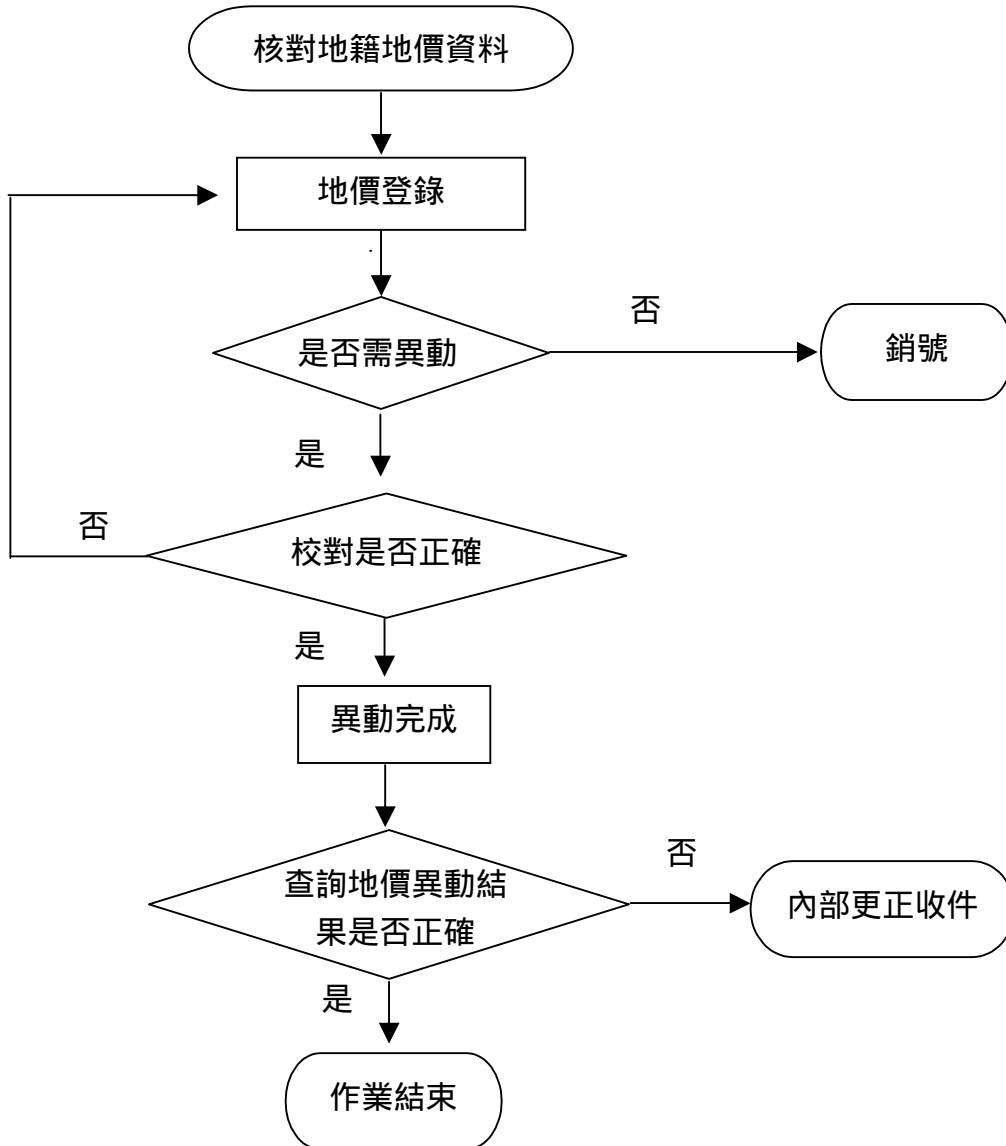 核對地籍地價資料
地價登錄
否
是否需異動
銷號
是
否
校對是否正確
是
異動完成
否
查詢地價異動結
果是否正確
內部更正收件
是
作業結束